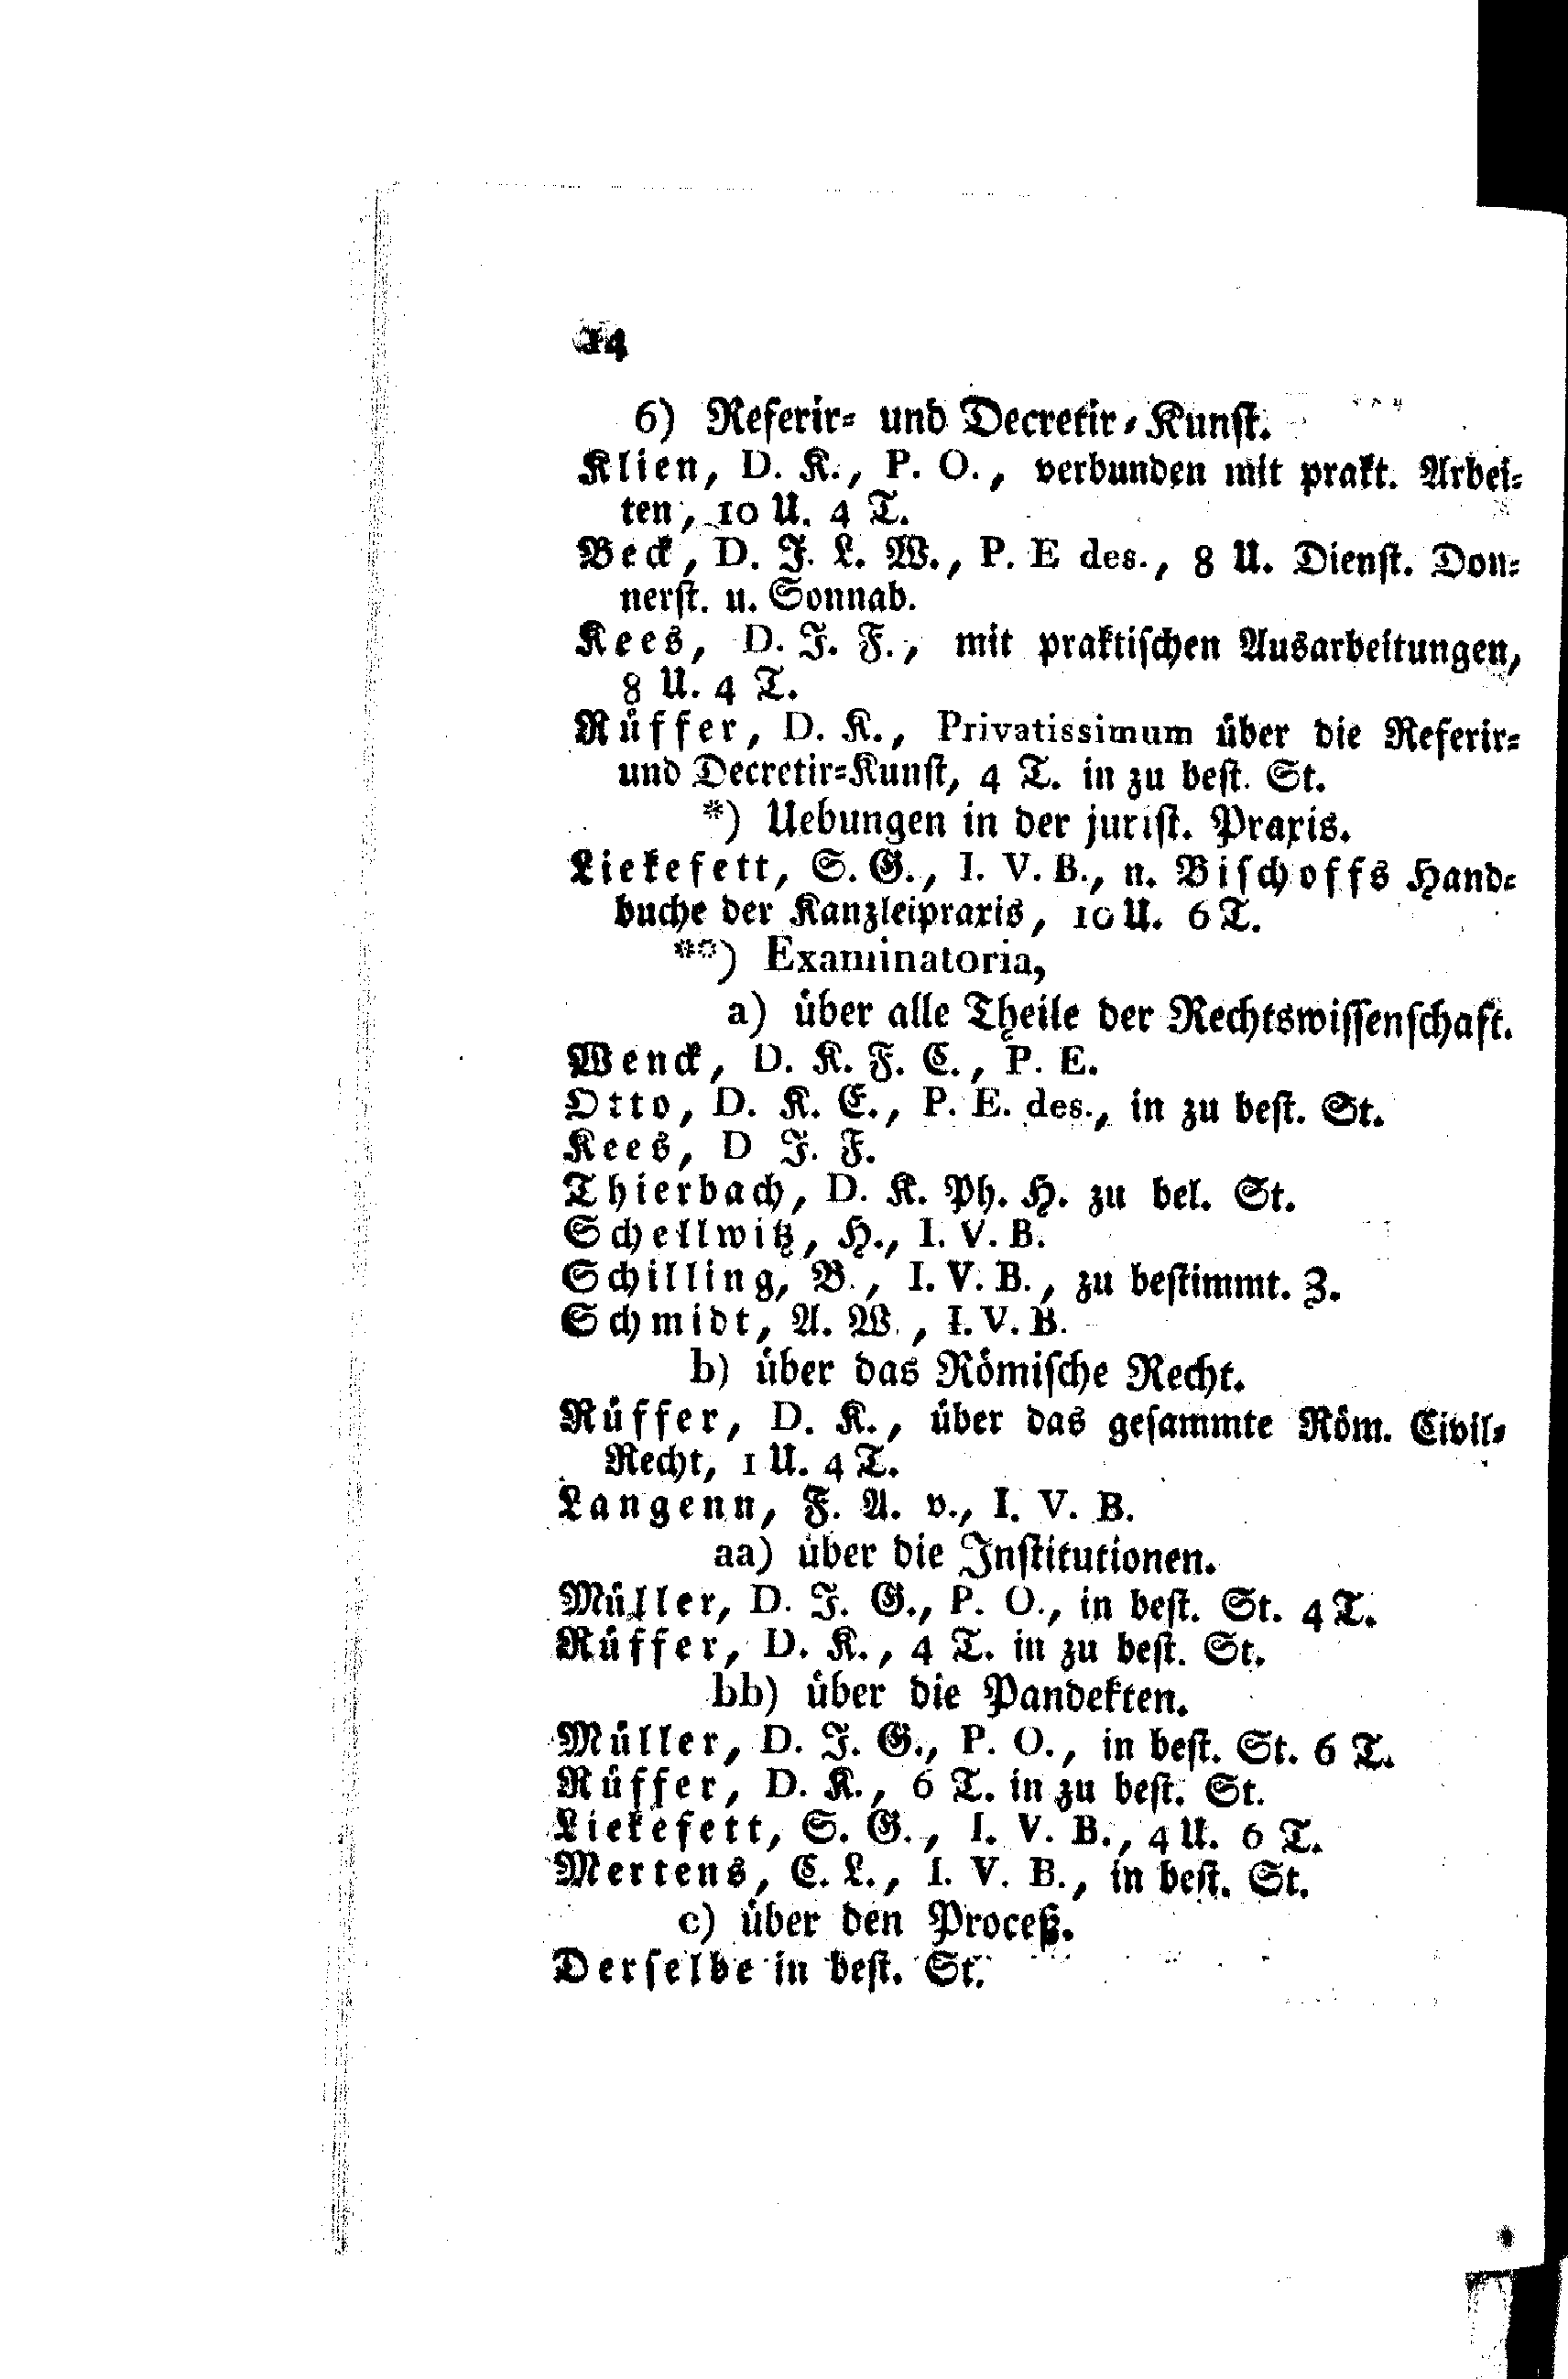 14
6) Referir- und Decretir-Kunst.
Klien, D. K., P. O., verbunden mit prakt. Arbei-
ten, 10 U. 4 T.
Beck, D. J. L. W., P. E des., 8 U. Dienst. Don-
nerst. u. Sonnab.
Kees, D. J. F., mit praktischen Ausarbeitungen,
8 U. 4 T.
Rüffer, D. K., Privatissimum über die Referir-
und Decretir-Kunst, 4 T. in zu best. St.
*) Uebungen in der jurist. Praxis.
Liekefett, S. G., I. V. B., n. Bischoffs Hand-
buche der Kanzleipraxis, 10 U. 6 T.
**) Examinatoria,
a) über alle Theile der Rechtswissenschaft.
Wenck, D. K. F. C., P. E.
Otto, D. K. E., P. E. des., in zu best. St.
Kees, D J. F.
Thierbach, D. K. Ph. H. zu bel. St.
Schellwitz, H., I. V. B.
Schilling, B., I. V. B., zu bestimmt. Z.
Schmidt, A. W., I. V. B.
b) über das Römische Recht.
Rüffer, D. K., über das gesammte Röm. Civil-
Recht, 1 U. 4 T.
Langenn, F. A. v., I. V. B.
aa) über die Institutionen.
Müller, D. J. G., P. O., in best. St. 4 T.
Rüffer, D. K., 4 T. in zu best. St.
bb) über die Pandekten.
Müller, D. J. G., P. O., in best. St. 6 T.
Rüffer, D. K., 6 T. in zu best. St.
Liekefett, S. G., I. V. B., 4 U. 6 T.
Mertens, C. L., I. V. B., in best. St.
c) über den Proceß.
Derselbe in best. St.